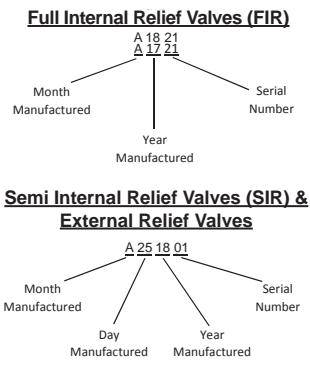 Full Internal Relief Valves (FIR)
A 18 21
A 17 21
Month
Manufactured
Serial
Number
Year
Manufactured
Semi Internal Relief Valves (SIR) &
External Relief Valves
A 25 18 01
Month
Manufactured
Serial
Number
Day
Manufactured
Year
Manufactured